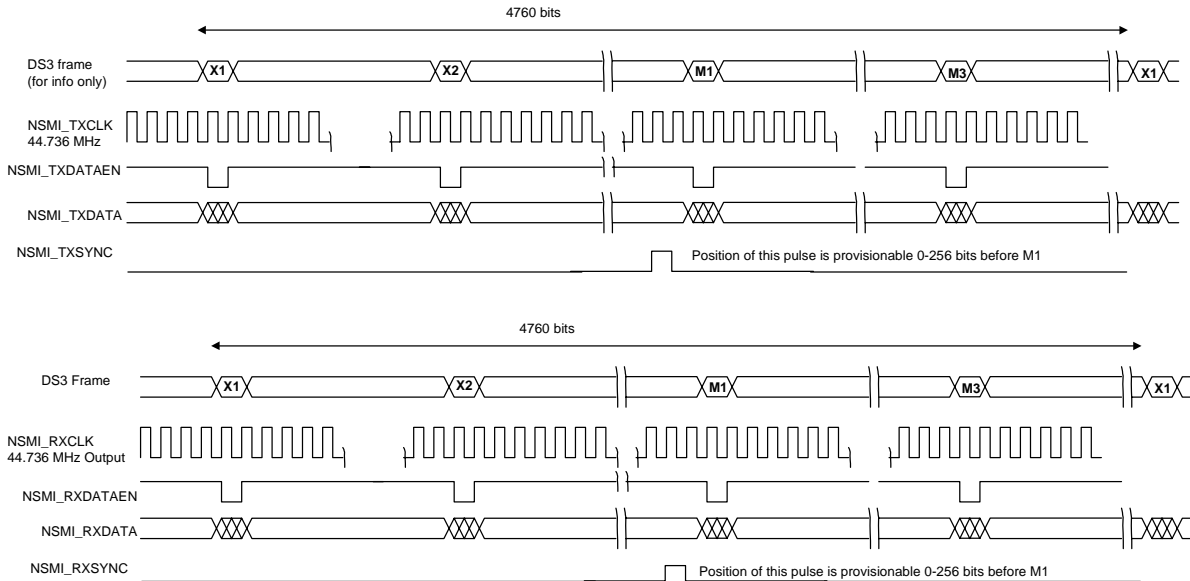 4760 bits
DS3 frame
(for info only)
X1 X2 M1 M3 X1
NSMI_TXCLK
44.736 MHz
NSMI_TXDATAEN
NSMI_TXDATA
NSMI_TXSYNC
Position of this pulse is provisionable 0-256 bits before M1
4760 bits
DS3 Frame
X1 X2 M1 M3 X1
NSMI_RXCLK
44.736 MHz Output
NSMI_RXDATAEN
NSMI_RXDATA
NSMI_RXSYNC
Position of this pulse is provisionable 0-256 bits before M1